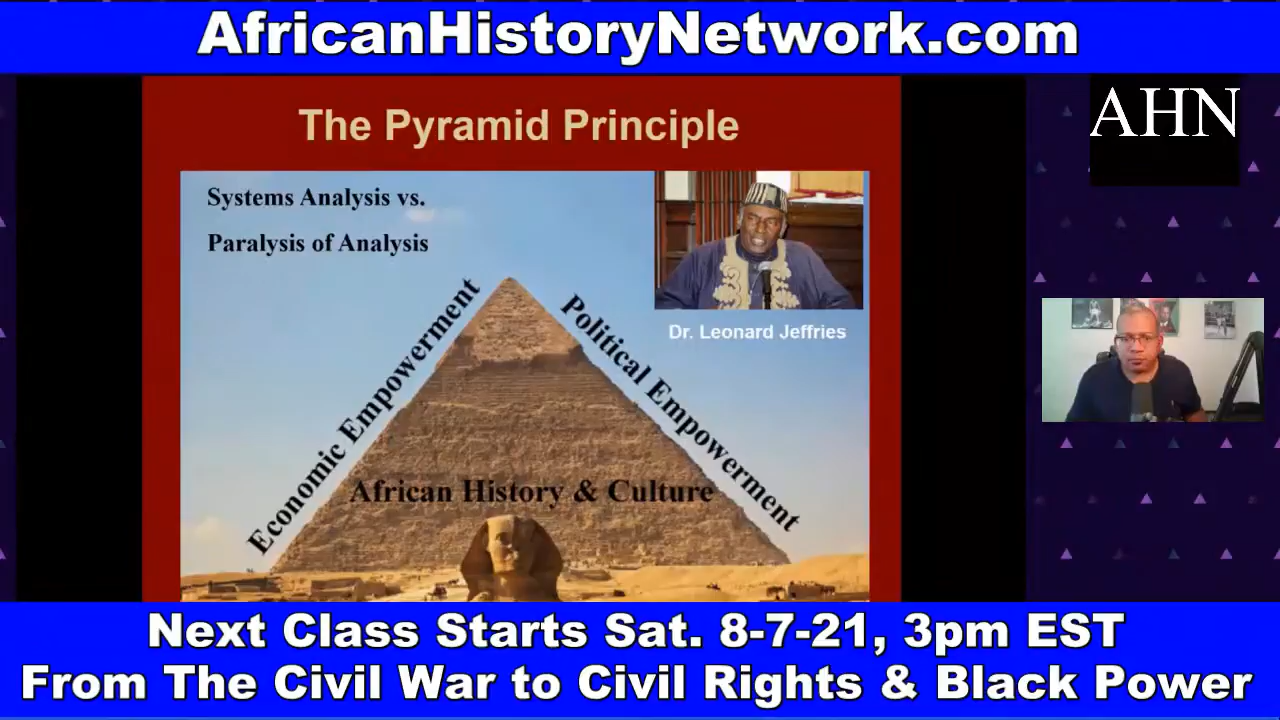 AfricanHistoryNetwork.com
AHN
The Pyramid Principle
Systems Analysis vs.
Paralysis of Analysis
Dr. Leonard Jeffries
Economic Empowerment
Political Empowerment
African History & Culture
Next Class Starts Sat. 8-7-21, 3pm EST
From The Civil War to Civil Rights & Black Power